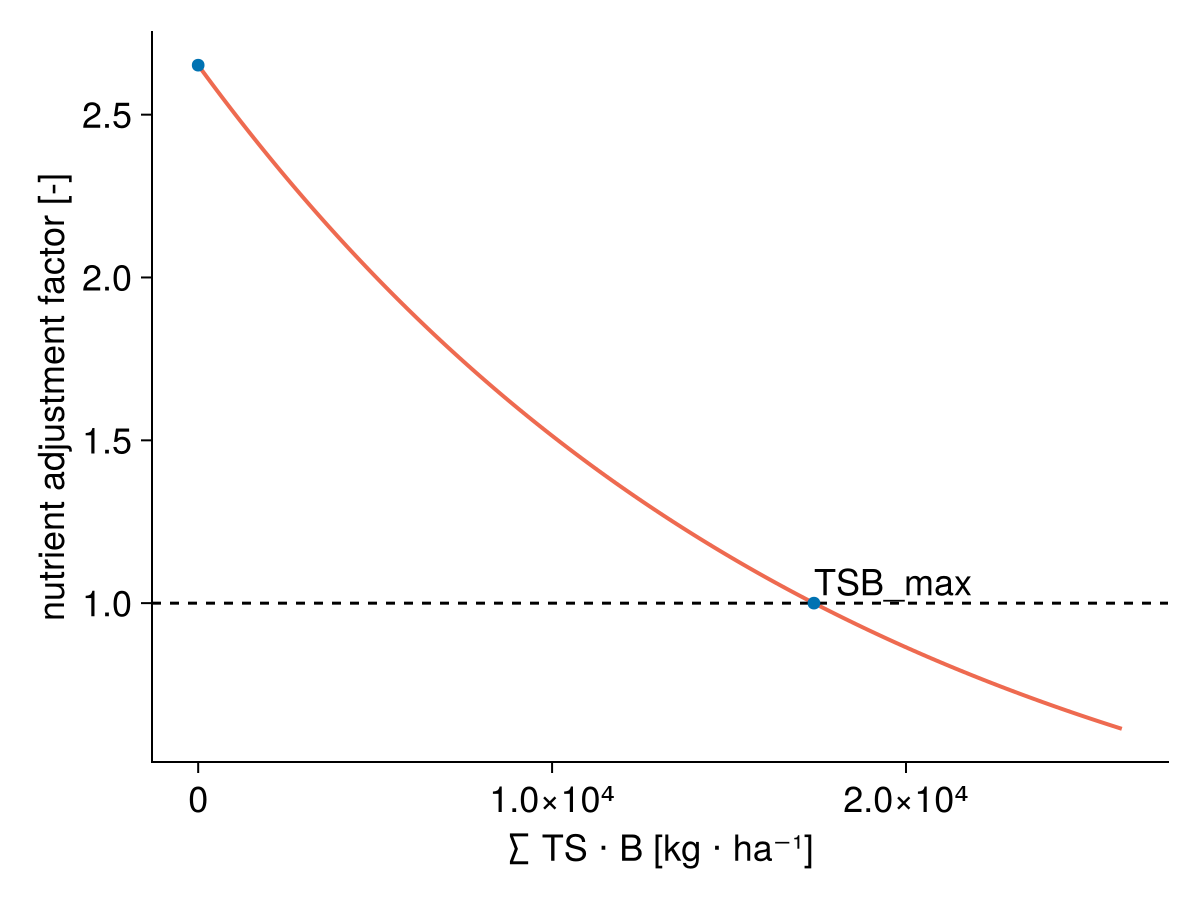 nutrient adjustment factor [-]
2.5
2.0
1.5
1.0
TSB_max
0
1.0×10⁴
2.0×10⁴
∑ TS · B [kg · ha⁻¹]